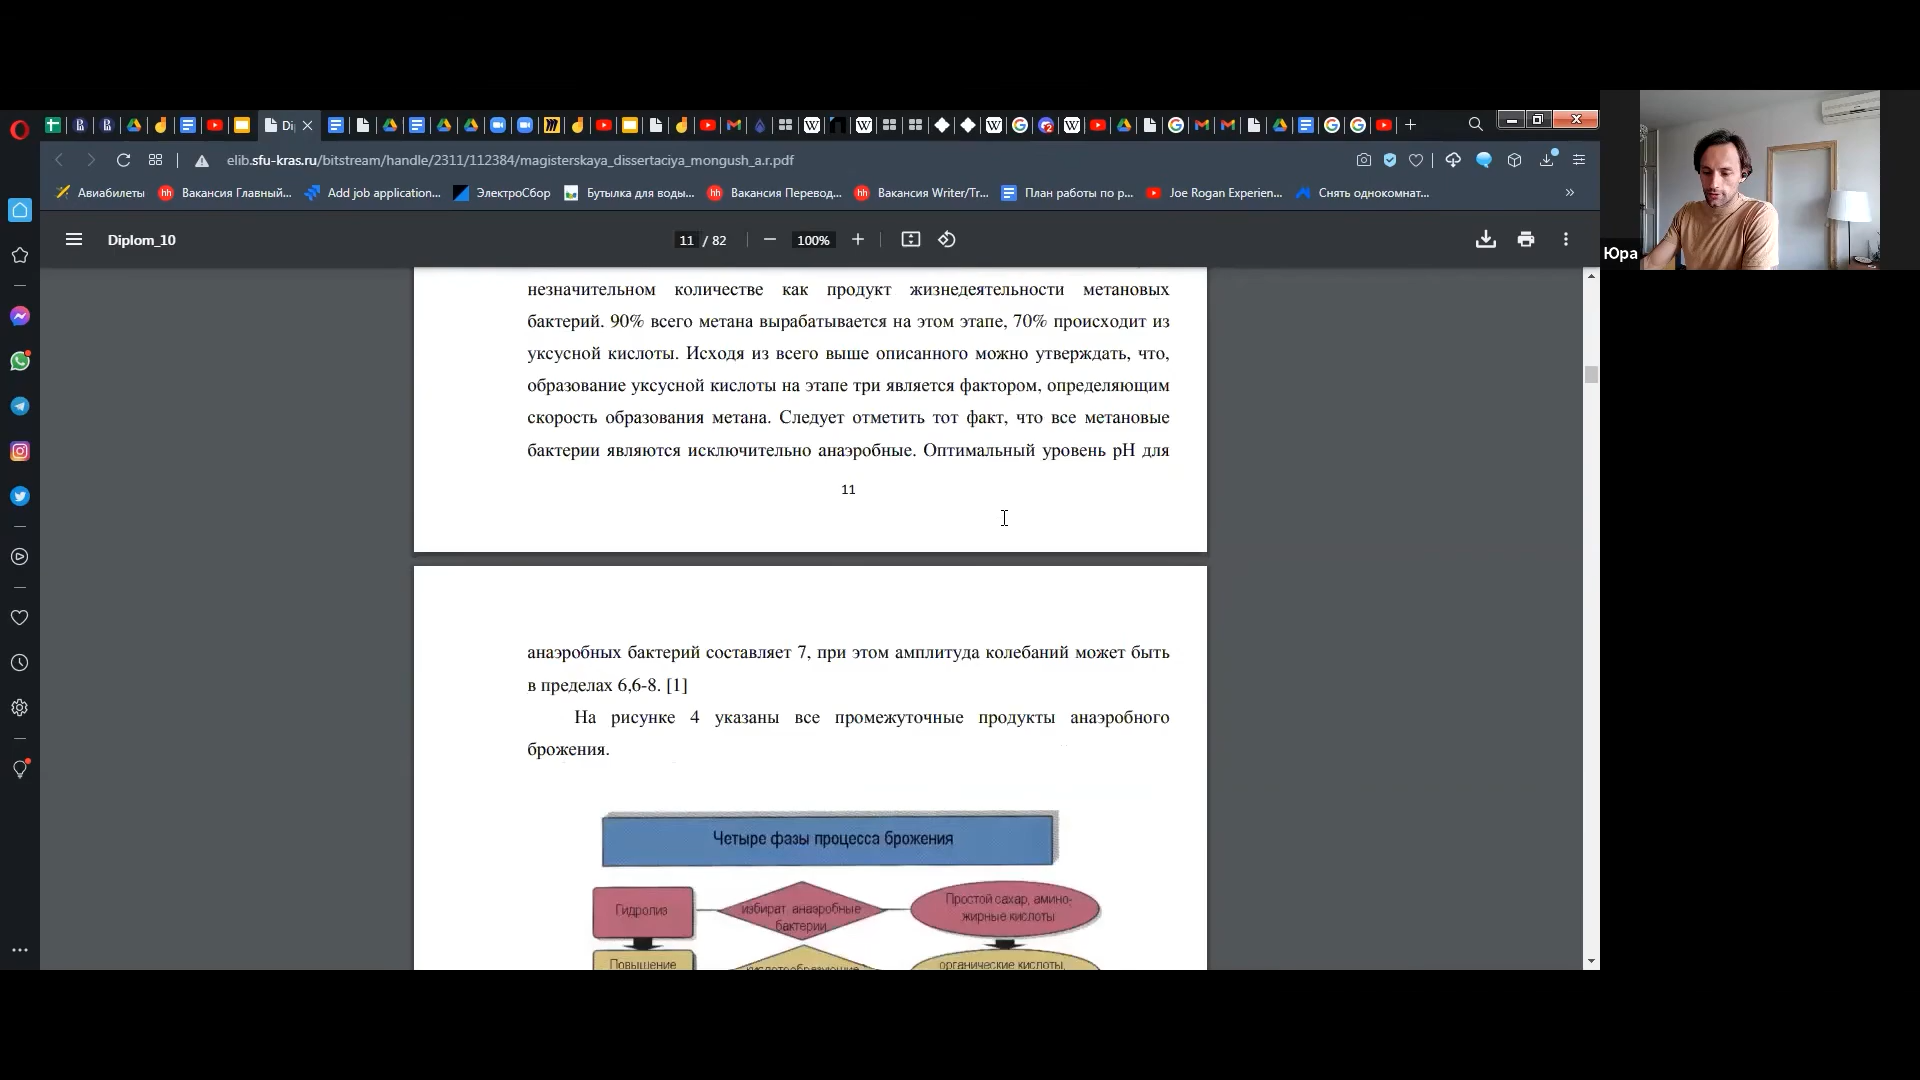 Di
elib.sfu-kras.ru/bitstream/handle/2311/112384/magisterskaya_dissertaciya_mongush_a.r.pdf
Авиабилеты
Вакансия Главный...
Add job application...
ЭлектроСбор
Бутылка для воды...
Вакансия Перевод...
Вакансия Writer/Tr...
План работы по р...
Joe Rogan Experien...
Снять однокомнат...
Diplom_10
11 / 82
100%
Юра
незначительном количестве как продукт жизнедеятельности метановых
бактерий. 90% всего метана вырабатывается на этом этапе, 70% происходит из
уксусной кислоты. Исходя из всего выше описанного можно утверждать, что,
образование уксусной кислоты на этапе три является фактором, определяющим
скорость образования метана. Следует отметить тот факт, что все метановые
бактерии являются исключительно анаэробные. Оптимальный уровень pH для
11
анаэробных бактерий составляет 7, при этом амплитуда колебаний может быть
в пределах 6,6-8. [1]
На рисунке 4 указаны все промежуточные продукты анаэробного
брожения.
Четыре фазы процесса брожения
Гидролиз
избират анаэробные
бактерии
Простой сахар, амино-
жирные кислоты
Повышение
кислотообразующие
органические кислоты,